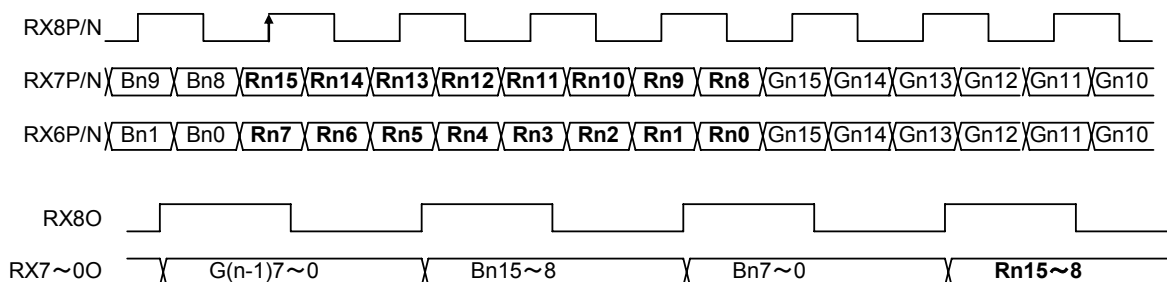 RX8P/N
RX7P/N Bn9 Bn8 Rn15 Rn14 Rn13 Rn12 Rn11 Rn10 Rn9 Rn8 Gn15 Gn14 Gn13 Gn12 Gn11 Gn10
RX6P/N Bn1 Bn0 Rn7 Rn6 Rn5 Rn4 Rn3 Rn2 Rn1 Rn0 Gn15 Gn14 Gn13 Gn12 Gn11 Gn10
RX8O
RX7～0O G(n-1)7～0 Bn15～8 Bn7～0 Rn15～8